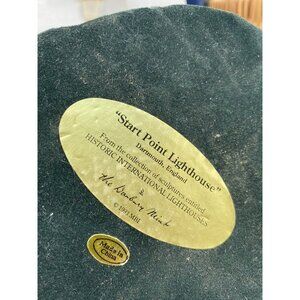 "Start Point Lighthouse"
Dartmouth, England
From the collection of sculptures entitled
HISTORIC INTERNATIONAL LIGHTHOUSES
The Danbury Mint
MBI
Made In
China